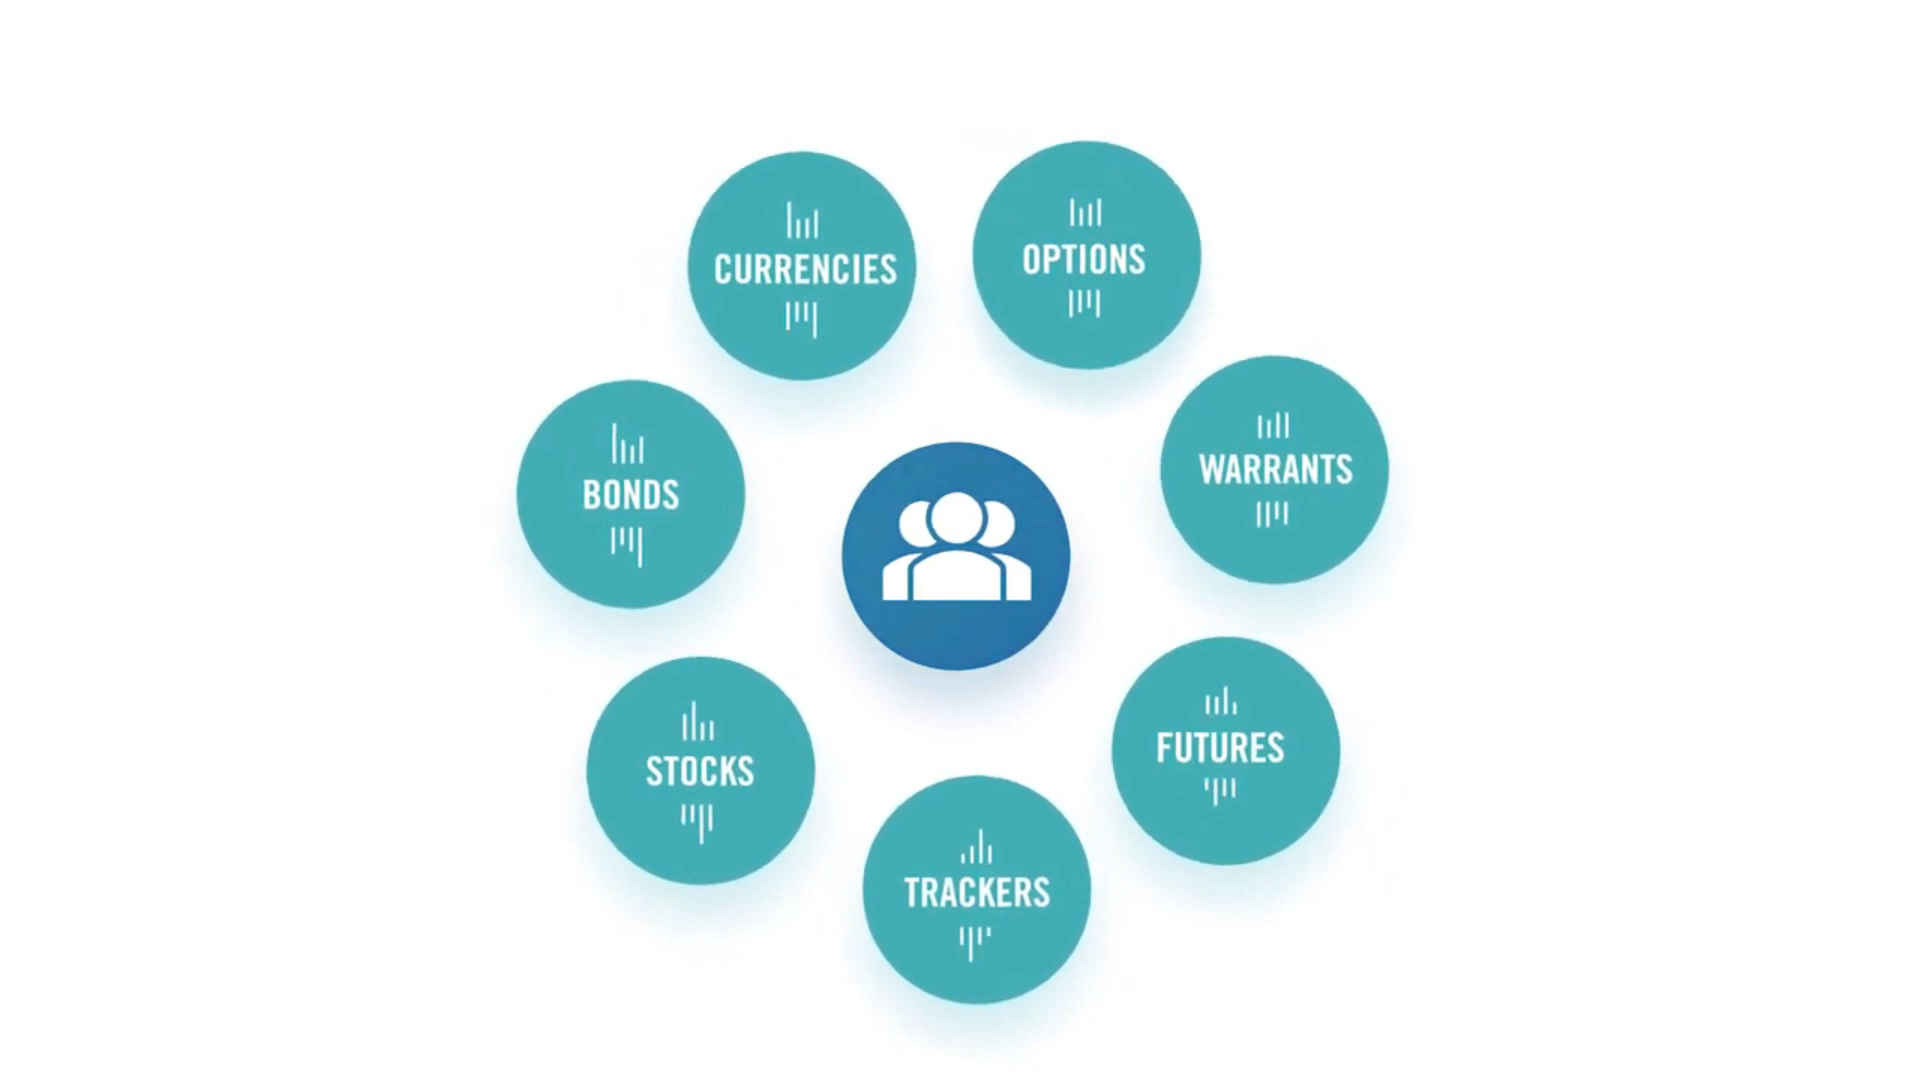 CURRENCIES
OPTIONS
BONDS
WARRANTS
STOCKS
FUTURES
TRACKERS